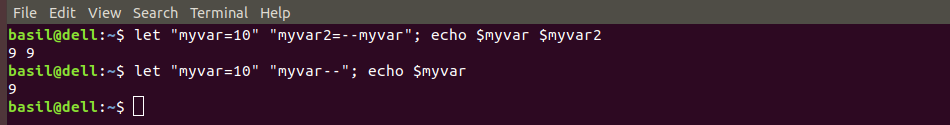 File Edit View Search Terminal Help
basil@dell:~$ let "myvar=10" "myvar2=--myvar"; echo $myvar $myvar2
9 9
basil@dell:~$ let "myvar=10" "myvar--"; echo $myvar
9
basil@dell:~$